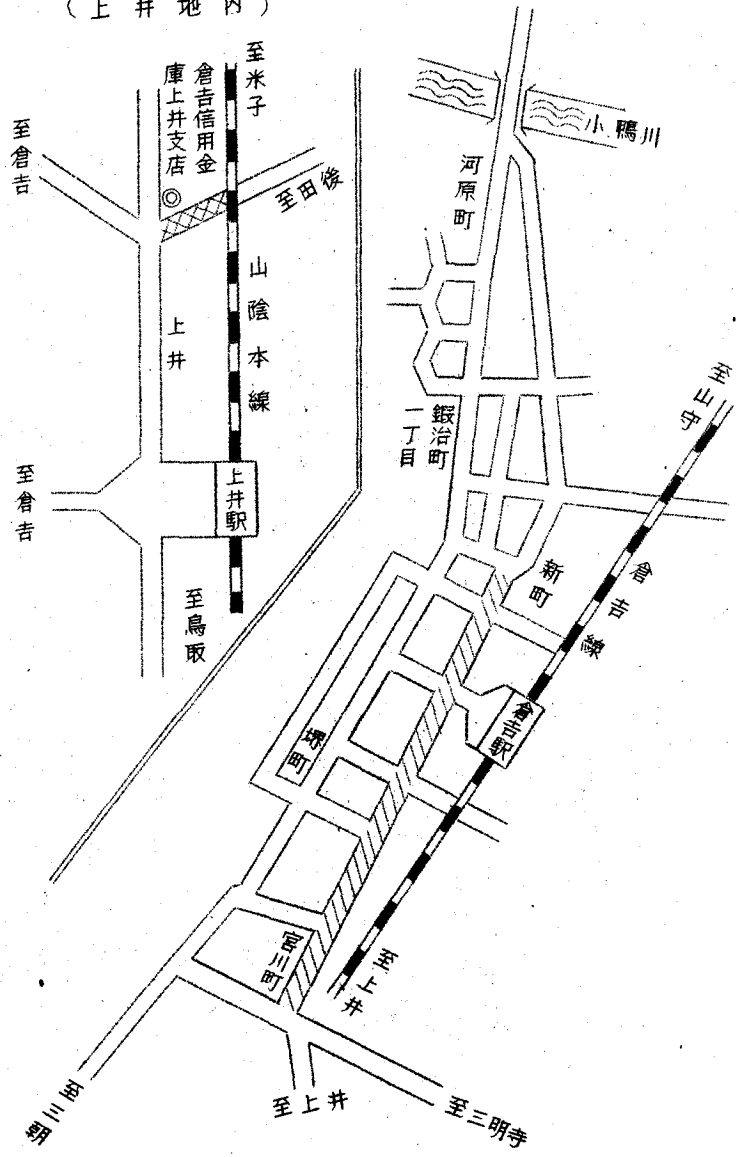 (上井地内)
至米子
倉吉信用金
庫上井支店
至倉吉
至田後
山陰本線
上井
至倉吉
上井駅
至鳥取
小鴨川
河原町
鍛治町
一丁目
至山守
倉吉線
新町
倉吉駅
堺町
宮川町
至上井
至三朝
至上井
至三明寺